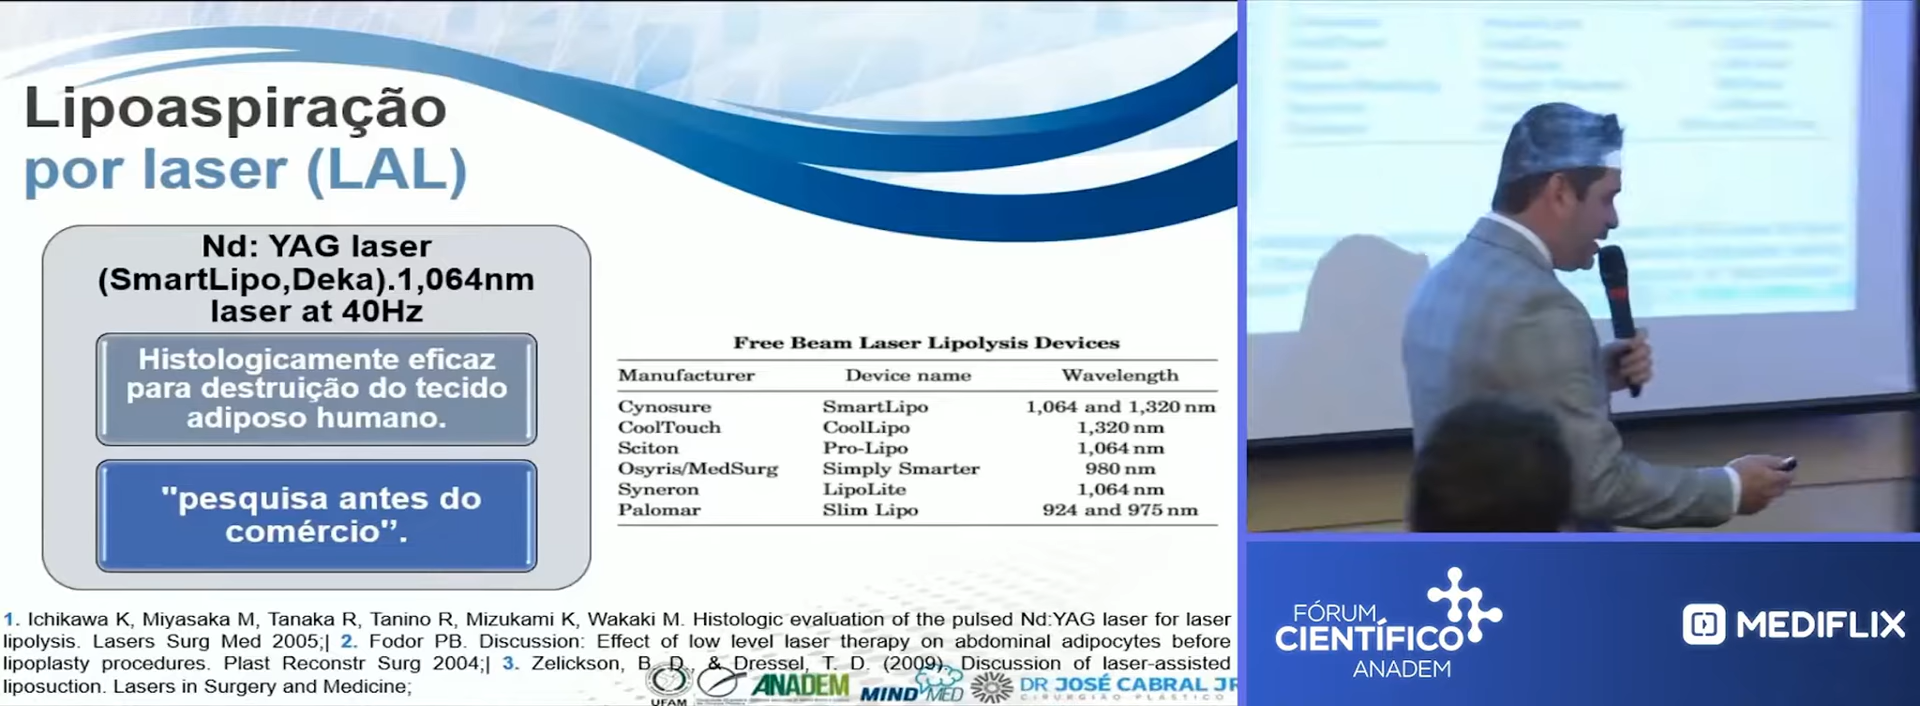 Lipoaspiração
por laser (LAL)
Nd: YAG laser
(SmartLipo,Deka).1,064nm
laser at 40Hz
Histologicamente eficaz
para destruição do tecido
adiposo humano.
"pesquisa antes do
comércio".
Free Beam Laser Lipolysis Devices
Manufacturer Device name Wavelength
Cynosure SmartLipo 1,064 and 1,320 nm
CoolTouch CoolLipo 1,320 nm
Sciton Pro-Lipo 1,064 nm
Osyris/MedSurg Simply Smarter 980 nm
Syneron LipoLite 1,064 nm
Palomar Slim Lipo 924 and 975 nm
1. Ichikawa K, Miyasaka M, Tanaka R, Tanino R, Mizukami K, Wakaki M. Histologic evaluation of the pulsed Nd:YAG laser for laser
lipolysis. Lasers Surg Med 2005;| 2. Fodor PB. Discussion: Effect of low level laser therapy on abdominal adipocytes before
lipoplasty procedures. Plast Reconstr Surg 2004;| 3. Zelickson, B. D., & Dressel, T. D. (2009). Discussion of laser-assisted
liposuction. Lasers in Surgery and Medicine;
UFAM
ANADEM
MINDMED
DR JOSÉ CABRAL JR
CIRURGIÃO PLÁSTICO
FÓRUM
CIENTÍFICO
ANADEM
MEDIFLIX